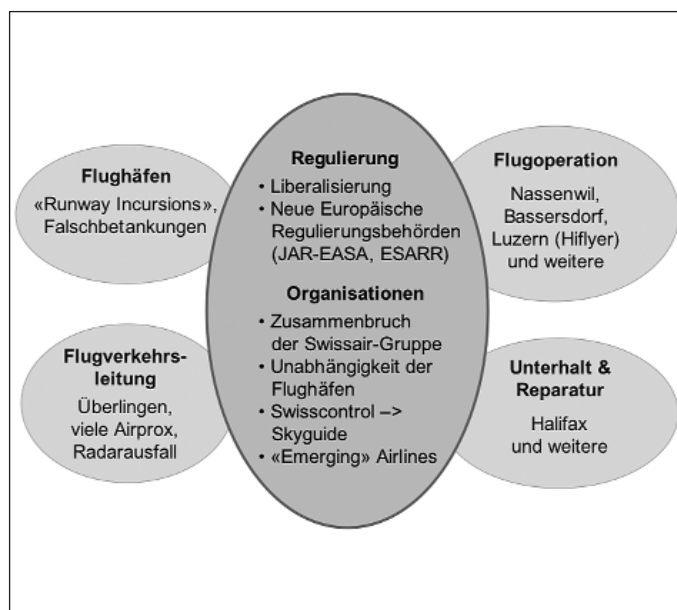 Flughäfen
«Runway Incursions»,
Falschbetankungen
Flugverkehrs-
leitung
Überlingen,
viele Airprox,
Radarausfall
Regulierung
• Liberalisierung
• Neue Europäische
Regulierungsbehörden
(JAR-EASA, ESARR)
Organisationen
• Zusammenbruch
der Swissair-Gruppe
• Unabhängigkeit der
Flughäfen
• Swisscontrol –>
Skyguide
• «Emerging» Airlines
Flugoperation
Nassenwil,
Bassersdorf,
Luzern (Hiflyer)
und weitere
Unterhalt &
Reparatur
Halifax
und weitere